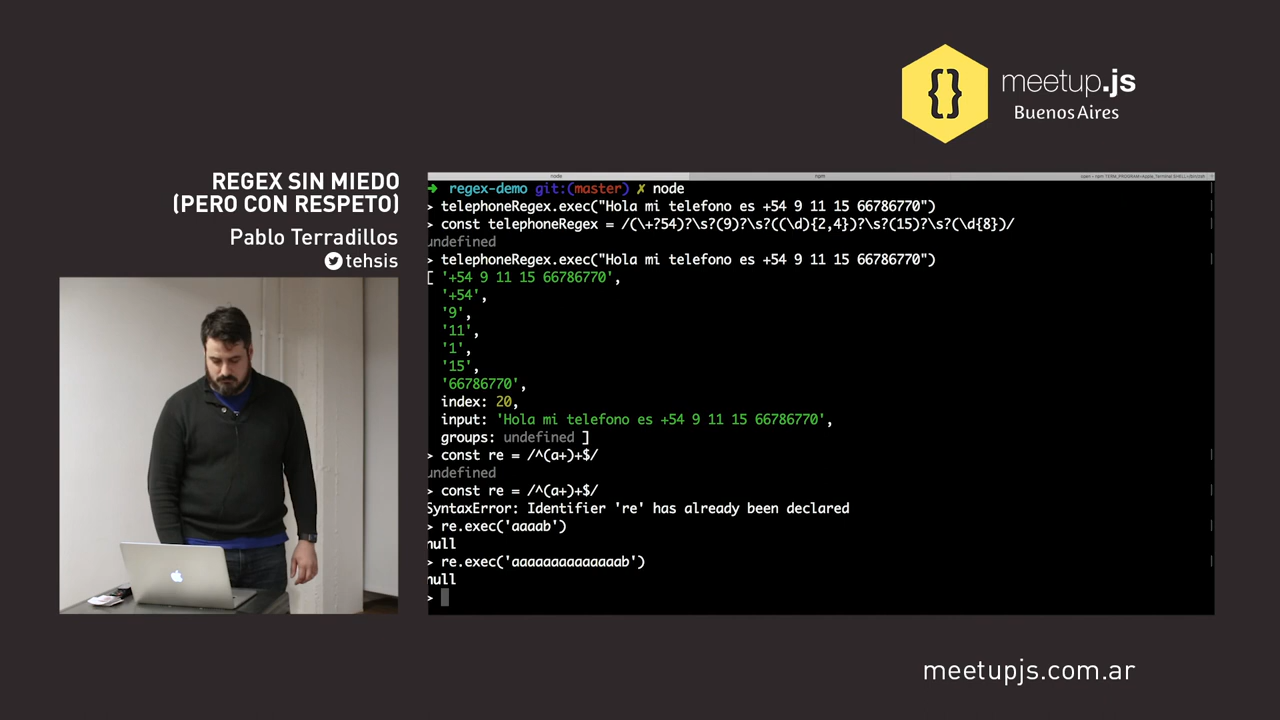 {}
meetup.js
Buenos Aires
REGEX SIN MIEDO
(PERO CON RESPETO)
Pablo Terradillos
tehsis
node
npm
➜ regex-demo git:(master) ✗ node
> telephoneRegex.exec("Hola mi telefono es +54 9 11 15 66786770")
> const telephoneRegex = /(\+?54)?\s?(9)?\s?((\d){2,4})?\s?(15)?\s?(\d{8})/
undefined
> telephoneRegex.exec("Hola mi telefono es +54 9 11 15 66786770")
[ '+54 9 11 15 66786770',
'+54',
'9',
'11',
'1',
'15',
'66786770',
index: 20,
input: 'Hola mi telefono es +54 9 11 15 66786770',
groups: undefined ]
> const re = /^(a+)+$/
undefined
> const re = /^(a+)+$/
SyntaxError: Identifier 're' has already been declared
> re.exec('aaaab')
null
> re.exec('aaaaaaaaaaaaaab')
null
>
meetupjs.com.ar